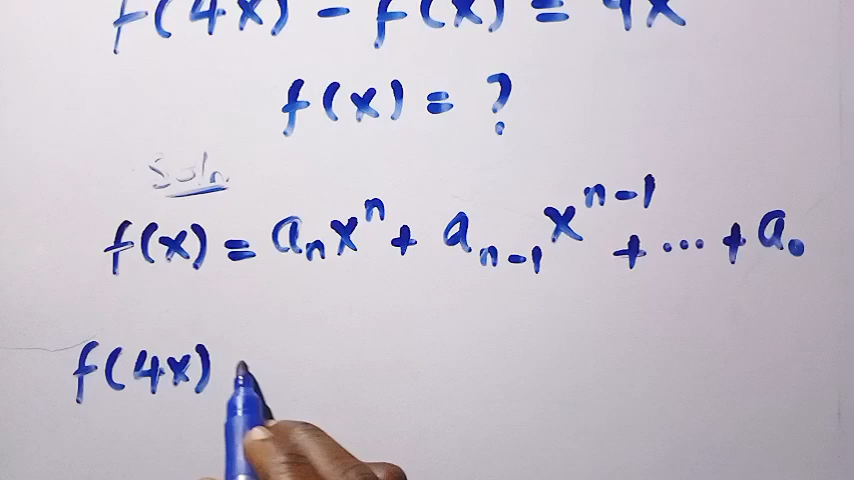 f(4x) - f(x) = 4x
f(x) = ?
Soln
f(x) = aₙxⁿ + aₙ₋₁xⁿ⁻¹ + ... + a₀
f(4x)